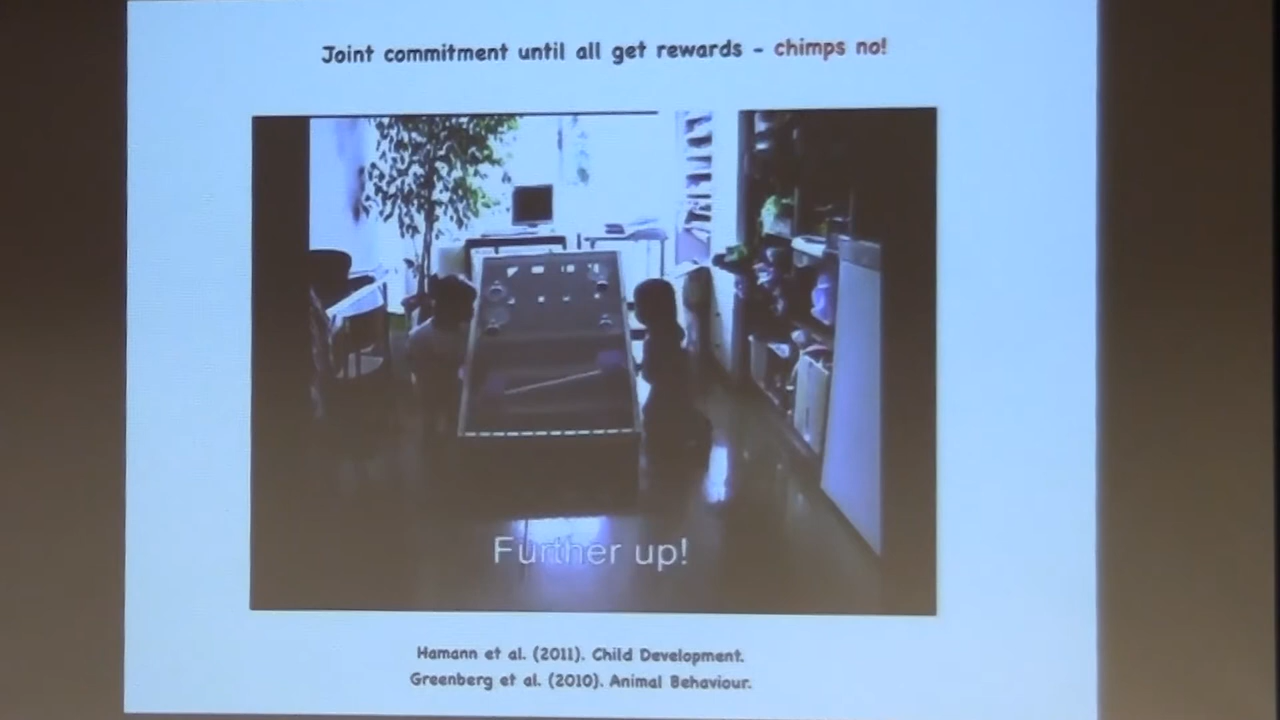 Joint commitment until all get rewards - chimps no!
Further up!
Hamann et al. (2011). Child Development.
Greenberg et al. (2010). Animal Behaviour.